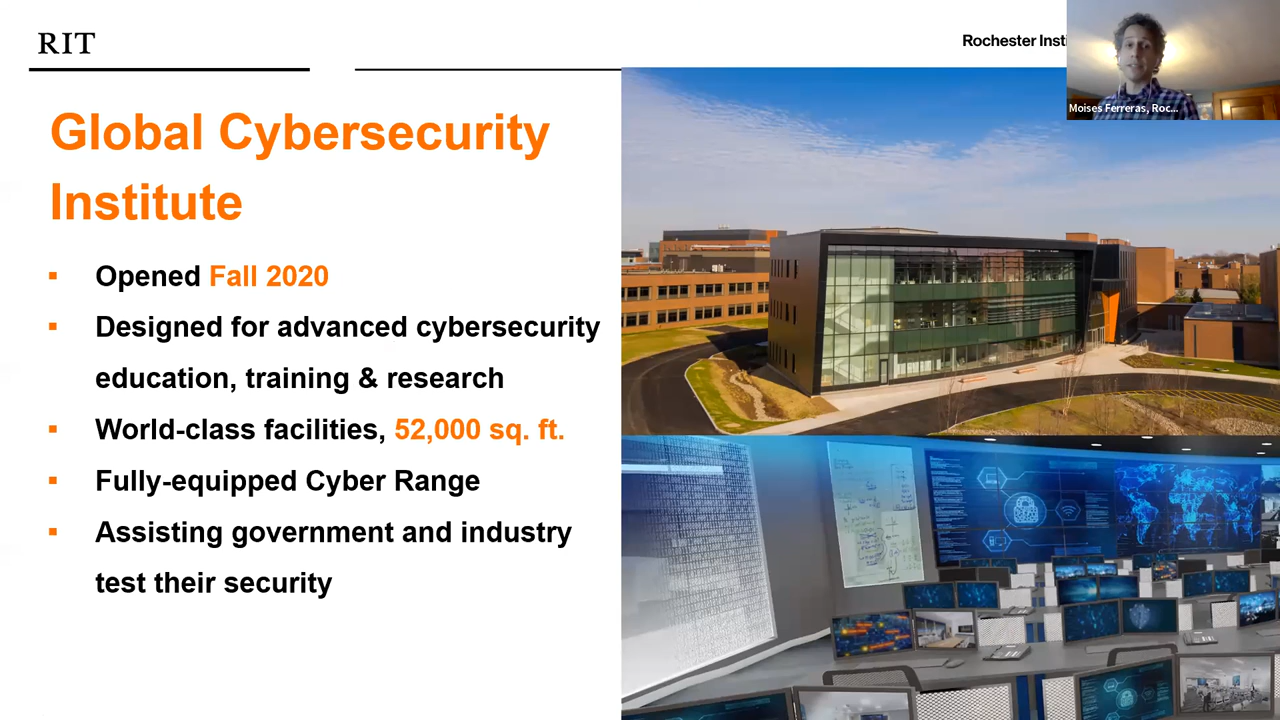 RIT
Rochester Insti
Moises Ferreras, Roc...
Global Cybersecurity
Institute
▪ Opened Fall 2020
▪ Designed for advanced cybersecurity
education, training & research
▪ World-class facilities, 52,000 sq. ft.
▪ Fully-equipped Cyber Range
▪ Assisting government and industry
test their security